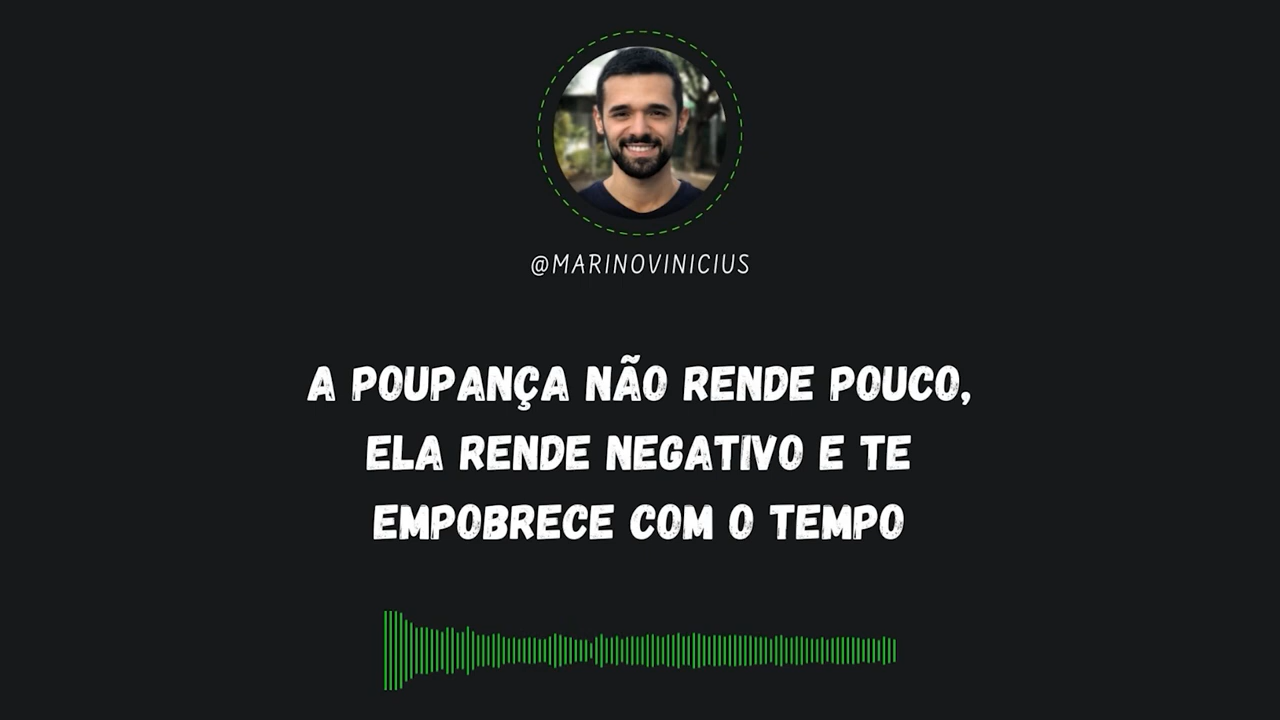 @MARINOVINICIUS
A POUPANÇA NÃO RENDE POUCO,
ELA RENDE NEGATIVO E TE
EMPOBRECE COM O TEMPO